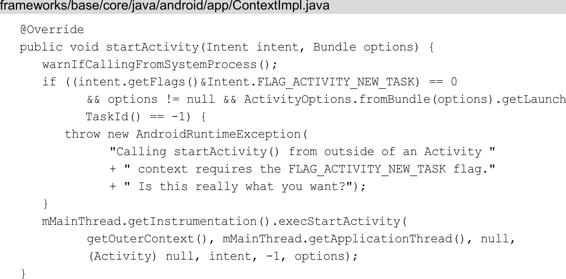 frameworks/base/core/java/android/app/ContextImpl.java
@Override
public void startActivity(Intent intent, Bundle options) {
warnIfCallingFromSystemProcess();
if ((intent.getFlags()&Intent.FLAG_ACTIVITY_NEW_TASK) == 0
&& options != null && ActivityOptions.fromBundle(options).getLaunch
TaskId() == -1) {
throw new AndroidRuntimeException(
"Calling startActivity() from outside of an Activity "
+ " context requires the FLAG_ACTIVITY_NEW_TASK flag."
+ " Is this really what you want?");
}
mMainThread.getInstrumentation().execStartActivity(
getOuterContext(), mMainThread.getApplicationThread(), null,
(Activity) null, intent, -1, options);
}